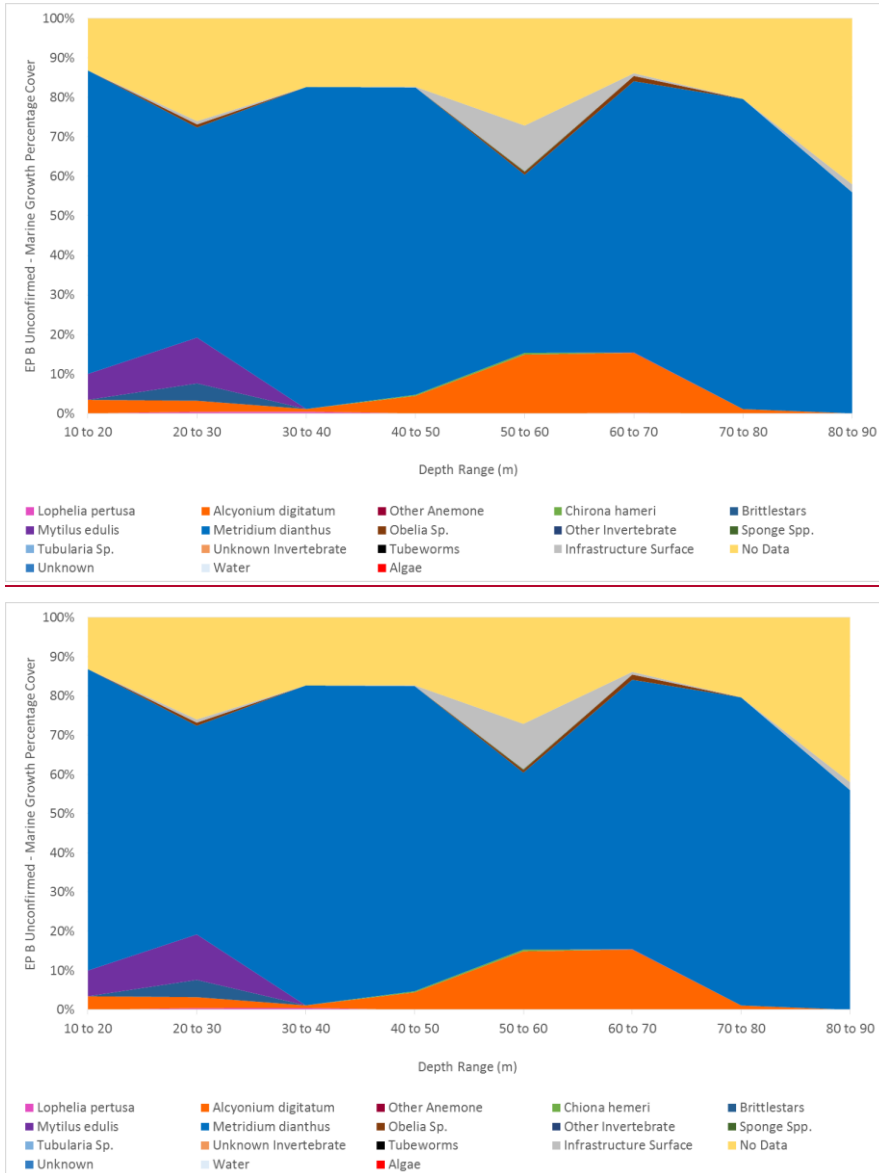 100%
90%
80%
70%
60%
50%
40%
30%
20%
10%
0%
EP B Unconfirmed - Marine Growth Percentage Cover
10 to 20 20 to 30 30 to 40 40 to 50 50 to 60 60 to 70 70 to 80 80 to 90
Depth Range (m)
Lophelia pertusa Alcyonium digitatum Other Anemone Chirona hameri Brittlestars
Mytilus edulis Metridium dianthus Obelia Sp. Other Invertebrate Sponge Spp.
Tubularia Sp. Unknown Invertebrate Tubeworms Infrastructure Surface No Data
Unknown Water Algae
100%
90%
80%
70%
60%
50%
40%
30%
20%
10%
0%
EP B Unconfirmed - Marine Growth Percentage Cover
10 to 20 20 to 30 30 to 40 40 to 50 50 to 60 60 to 70 70 to 80 80 to 90
Depth Range (m)
Lophelia pertusa Alcyonium digitatum Other Anemone Chiona hemeri Brittlestars
Mytilus edulis Metridium dianthus Obelia Sp. Other Invertebrate Sponge Spp.
Tubularia Sp. Unknown Invertebrate Tubeworms Infrastructure Surface No Data
Unknown Water Algae